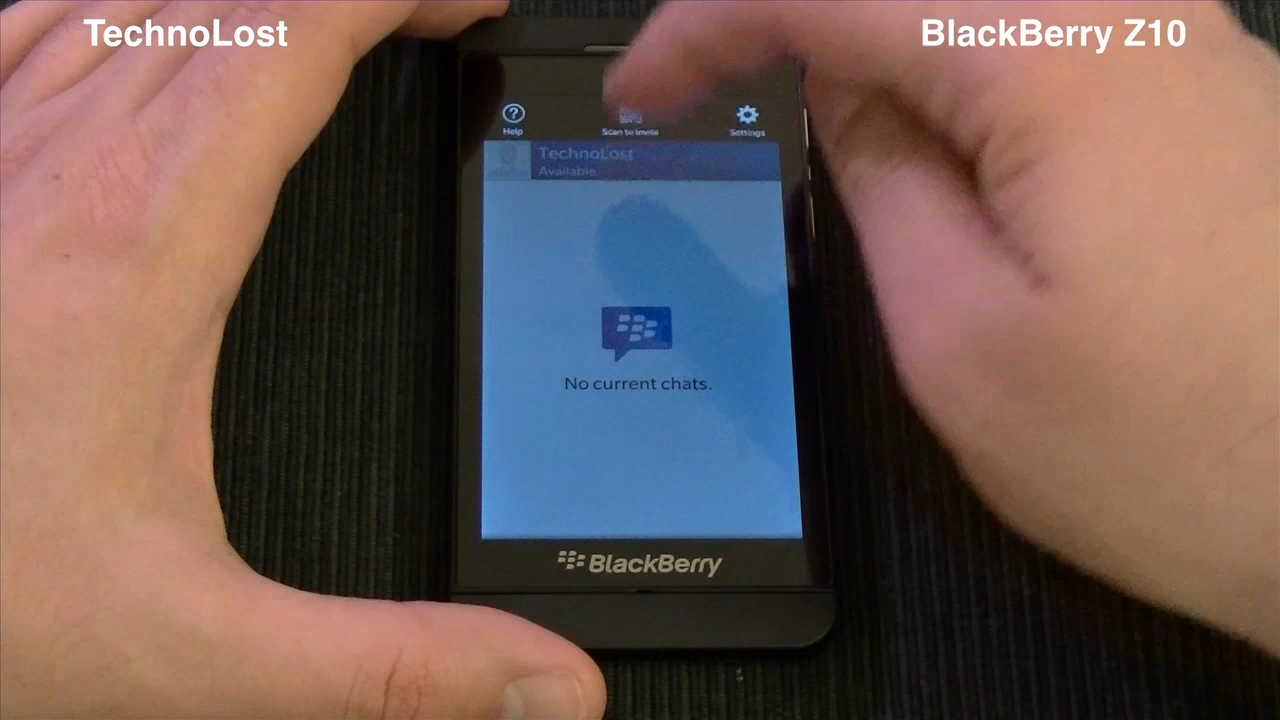 TechnoLost
BlackBerry Z10
Help
Scan to invite
Settings
TechnoLost
Available
No current chats.
BlackBerry